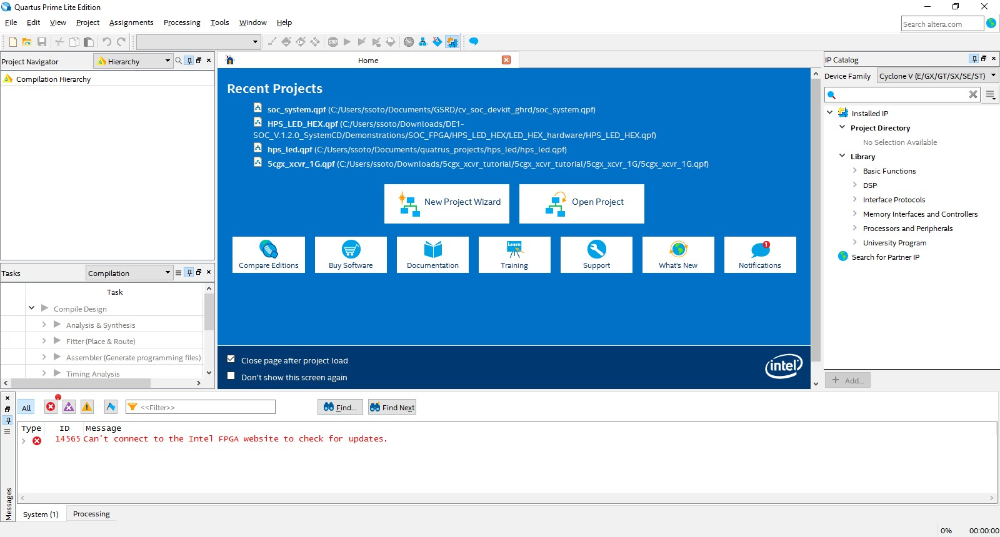 Quartus Prime Lite Edition
File Edit View Project Assignments Processing Tools Window Help
Search altera.com
STOP
Project Navigator
Hierarchy
Compilation Hierarchy
Home
Recent Projects
soc_system.qpf (C:/Users/ssoto/Documents/GSRD/cv_soc_devkit_ghrd/soc_system.qpf)
HPS_LED_HEX.qpf (C:/Users/ssoto/Downloads/DE1-
SOC_V.1.2.0_SystemCD/Demonstrations/SOC_FPGA/HPS_LED_HEX/LED_HEX_hardware/HPS_LED_HEX.qpf)
hps_led.qpf (C:/Users/ssoto/Documents/quatrus_projects/hps_led/hps_led.qpf)
5cgx_xcvr_1G.qpf (C:/Users/ssoto/Downloads/5cgx_xcvr_tutorial/5cgx_xcvr_tutorial/5cgx_xcvr_1G/5cgx_xcvr_1G.qpf)
New Project Wizard
Open Project
Compare Editions
Buy Software
Documentation
Learn
Training
Support
What's New
1
Notifications
Close page after project load
Don't show this screen again
intel
IP Catalog
Device Family
Cyclone V (E/GX/GT/SX/SE/ST)
Installed IP
Project Directory
No Selection Available
Library
Basic Functions
DSP
Interface Protocols
Memory Interfaces and Controllers
Processors and Peripherals
University Program
Search for Partner IP
Add...
Tasks
Compilation
Task
Compile Design
Analysis & Synthesis
Fitter (Place & Route)
Assembler (Generate programming files)
Timing Analysis
All
<<Filter>>
Find...
Find Next
Type ID Message
14565 Can't connect to the Intel FPGA website to check for updates.
Messages
System (1)
Processing
0%
00:00:00